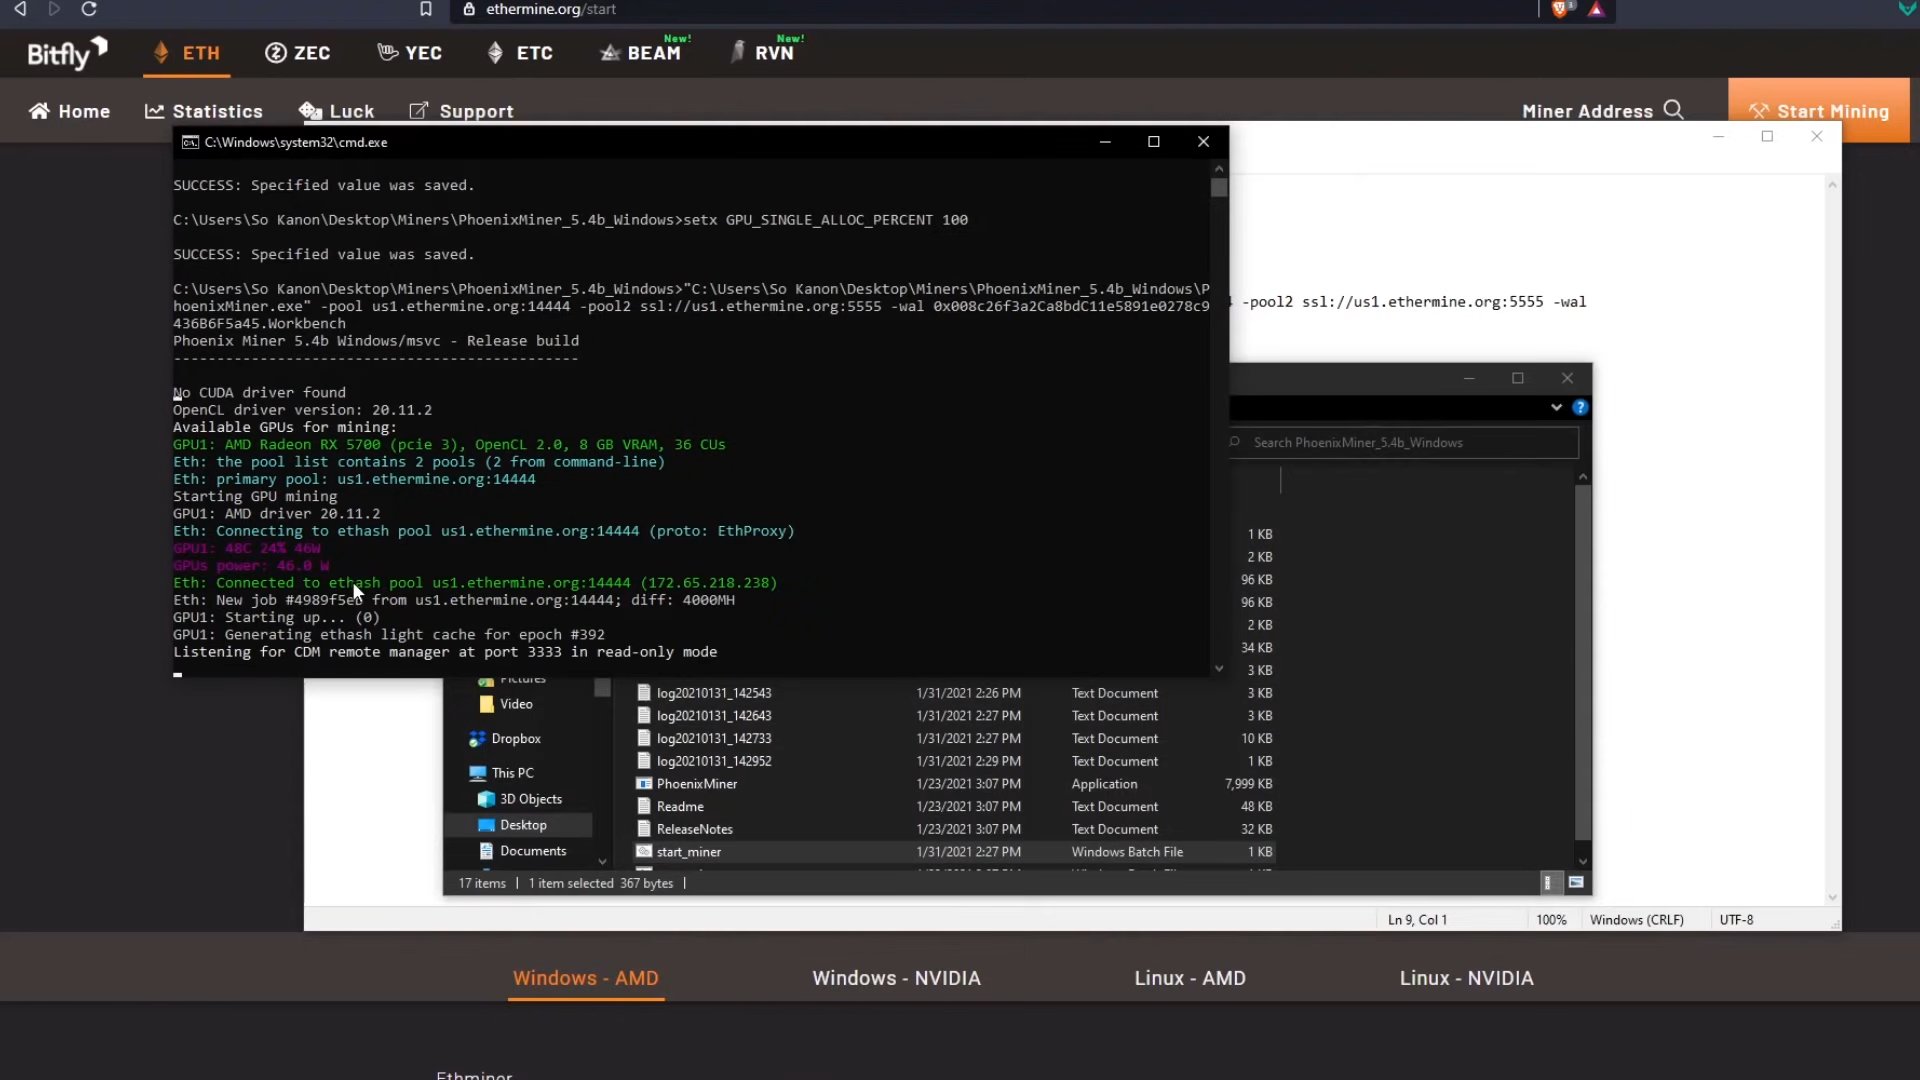 ethermine.org/start
3
Bitfly
ETH
ZEC
YEC
ETC
BEAM
New!
RVN
New!
Home
Statistics
Luck
Support
Miner Address
Start Mining
C:\Windows\system32\cmd.exe
SUCCESS: Specified value was saved.
C:\Users\So Kanon\Desktop\Miners\PhoenixMiner_5.4b_Windows>setx GPU_SINGLE_ALLOC_PERCENT 100
SUCCESS: Specified value was saved.
C:\Users\So Kanon\Desktop\Miners\PhoenixMiner_5.4b_Windows>"C:\Users\So Kanon\Desktop\Miners\PhoenixMiner_5.4b_Windows\P
hoenixMiner.exe" -pool us1.ethermine.org:14444 -pool2 ssl://us1.ethermine.org:5555 -wal 0x008c26f3a2Ca8bdC11e5891e0278c9
436B6F5a45.Workbench
Phoenix Miner 5.4b Windows/msvc - Release build
-----------------------------------------------
No CUDA driver found
OpenCL driver version: 20.11.2
Available GPUs for mining:
GPU1: AMD Radeon RX 5700 (pcie 3), OpenCL 2.0, 8 GB VRAM, 36 CUs
Eth: the pool list contains 2 pools (2 from command-line)
Eth: primary pool: us1.ethermine.org:14444
Starting GPU mining
GPU1: AMD driver 20.11.2
Eth: Connecting to ethash pool us1.ethermine.org:14444 (proto: EthProxy)
GPU1: 48C 24% 46W
GPUs power: 46.0 W
Eth: Connected to ethash pool us1.ethermine.org:14444 (172.65.218.238)
Eth: New job #4989f5eb from us1.ethermine.org:14444; diff: 4000MH
GPU1: Starting up... (0)
GPU1: Generating ethash light cache for epoch #392
Listening for CDM remote manager at port 3333 in read-only mode
-pool2 ssl://us1.ethermine.org:5555 -wal
Search PhoenixMiner_5.4b_Windows
1 KB
2 KB
96 KB
96 KB
2 KB
34 KB
3 KB
Pictures
Video
Dropbox
This PC
3D Objects
Desktop
Documents
log20210131_142543 1/31/2021 2:26 PM Text Document 3 KB
log20210131_142643 1/31/2021 2:27 PM Text Document 3 KB
log20210131_142733 1/31/2021 2:27 PM Text Document 10 KB
log20210131_142952 1/31/2021 2:29 PM Text Document 1 KB
PhoenixMiner 1/23/2021 3:07 PM Application 7,999 KB
Readme 1/23/2021 3:07 PM Text Document 48 KB
ReleaseNotes 1/23/2021 3:07 PM Text Document 32 KB
start_miner 1/31/2021 2:27 PM Windows Batch File 1 KB
17 items
1 item selected 367 bytes
Ln 9, Col 1
100%
Windows (CRLF)
UTF-8
Windows - AMD
Windows - NVIDIA
Linux - AMD
Linux - NVIDIA
Ethminer